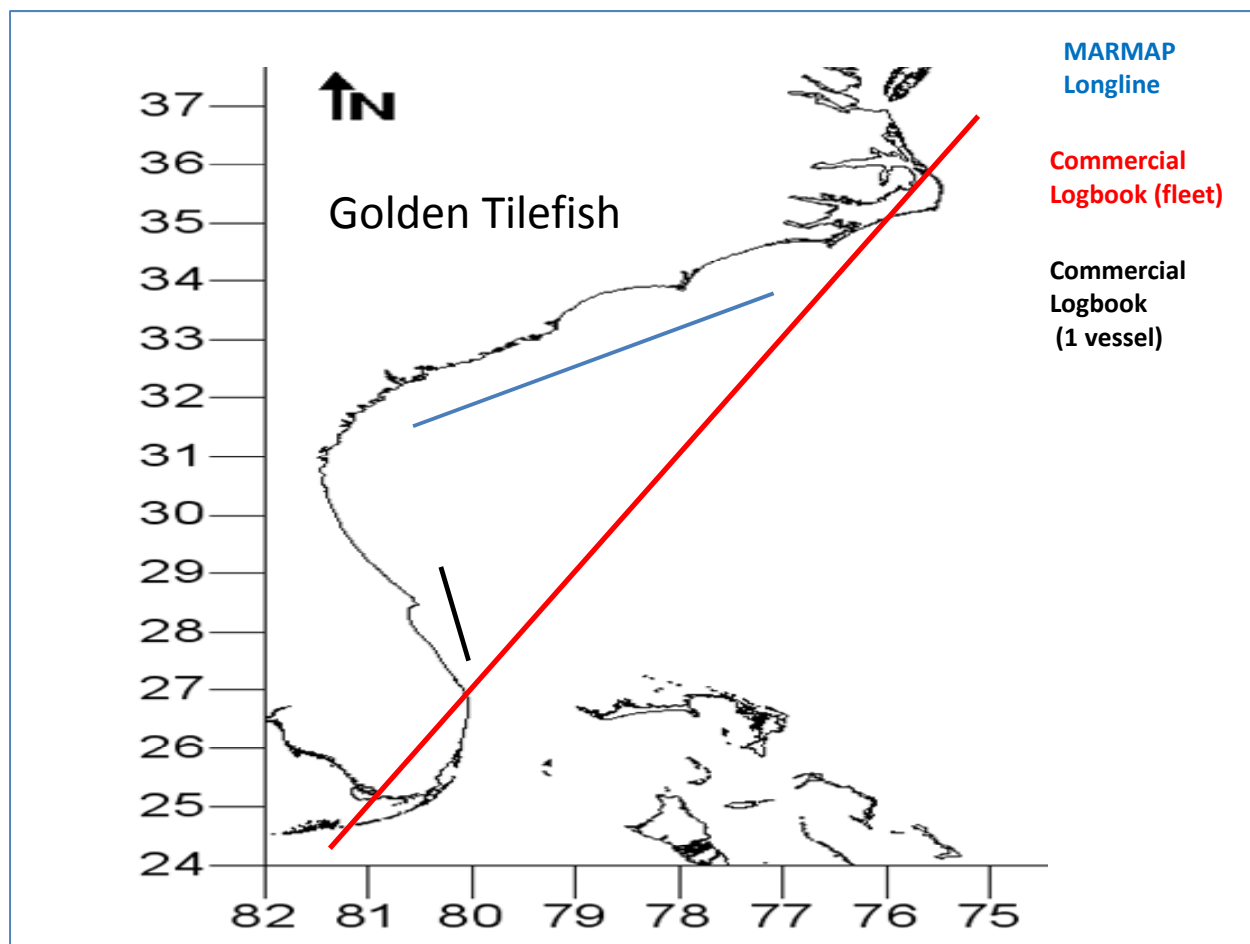 MARMAP
Longline
N
37
Commercial
Logbook (fleet)
36
Golden Tilefish
35
Commercial
Logbook
(1 vessel)
34
33
32
31
30
29
28
27
26
25
24
82 81 80 79 78 77 76 75